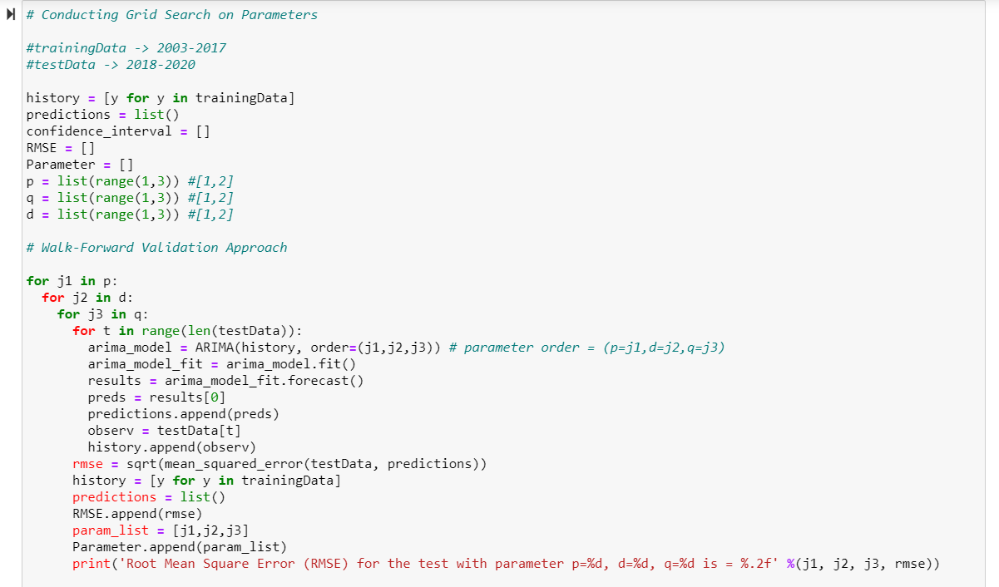 # Conducting Grid Search on Parameters
#trainingData -> 2003-2017
#testData -> 2018-2020
history = [y for y in trainingData]
predictions = list()
confidence_interval = []
RMSE = []
Parameter = []
p = list(range(1,3)) #[1,2]
q = list(range(1,3)) #[1,2]
d = list(range(1,3)) #[1,2]
# Walk-Forward Validation Approach
for j1 in p:
  for j2 in d:
    for j3 in q:
      for t in range(len(testData)):
        arima_model = ARIMA(history, order=(j1,j2,j3)) # parameter order = (p=j1,d=j2,q=j3)
        arima_model_fit = arima_model.fit()
        results = arima_model_fit.forecast()
        preds = results[0]
        predictions.append(preds)
        observ = testData[t]
        history.append(observ)
      rmse = sqrt(mean_squared_error(testData, predictions))
      history = [y for y in trainingData]
      predictions = list()
      RMSE.append(rmse)
      param_list = [j1,j2,j3]
      Parameter.append(param_list)
      print('Root Mean Square Error (RMSE) for the test with parameter p=%d, d=%d, q=%d is = %.2f' %(j1, j2, j3, rmse))